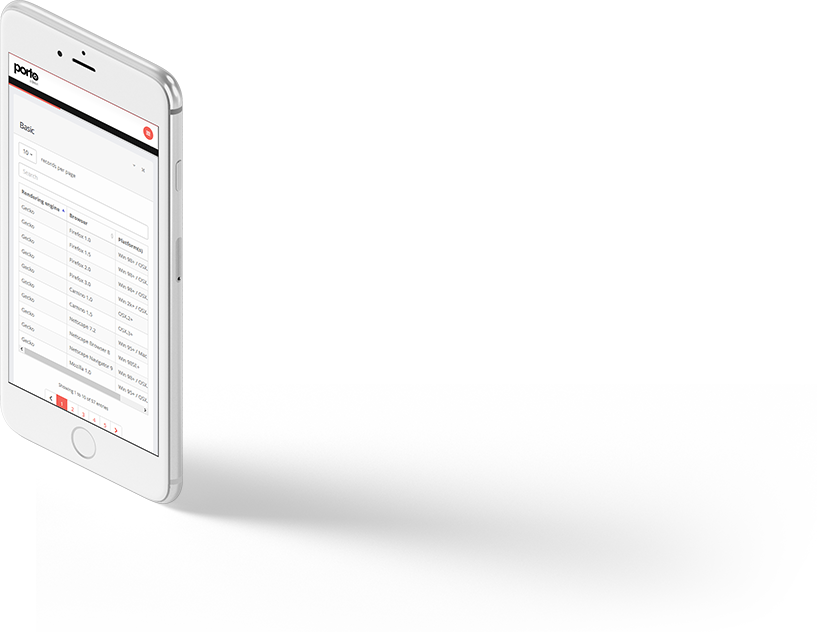 porto
Basic
10
records per page
Search
Rendering engine Browser Platform(s)
Gecko Firefox 1.0 Win 98+ / OSX.
Gecko Firefox 1.5 Win 98+ / OSX.
Gecko Firefox 2.0 Win 98+ / OSX.
Gecko Firefox 3.0 Win 2k+ / OSX.
Gecko Camino 1.0 OSX.2+
Gecko Camino 1.5 OSX.3+
Gecko Netscape 7.2 Win 95+ / Mac
Gecko Netscape Browser 8 Win 98SE+
Gecko Netscape Navigator 9 Win 98+ / OSX.
Gecko Mozilla 1.0 Win 95+ / OSX.
Showing 1 to 10 of 57 entries
1 2 3 4 5